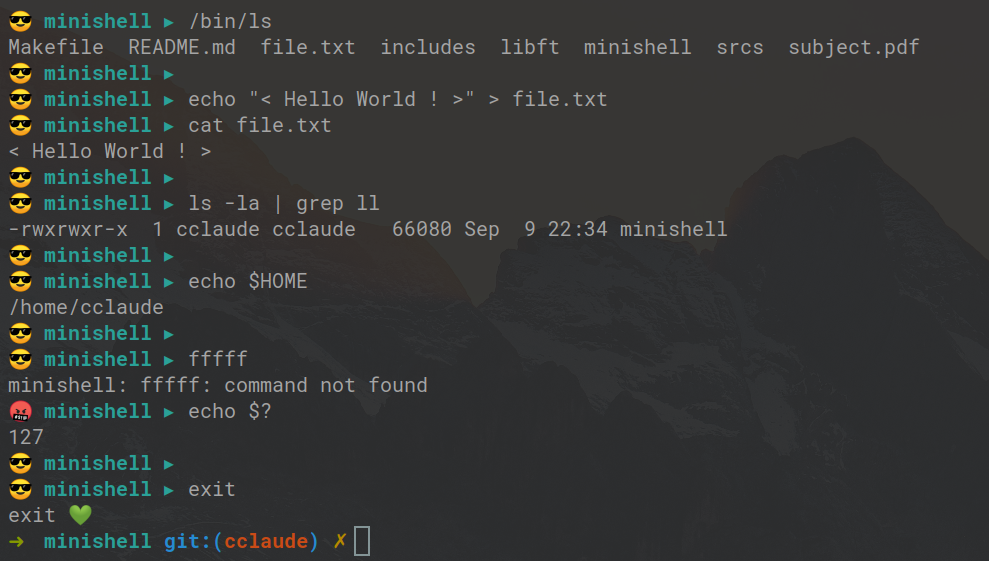 😎 minishell ▸ /bin/ls
Makefile  README.md  file.txt  includes  libft  minishell  srcs  subject.pdf
😎 minishell ▸
😎 minishell ▸ echo "< Hello World ! >" > file.txt
😎 minishell ▸ cat file.txt
< Hello World ! >
😎 minishell ▸
😎 minishell ▸ ls -la | grep ll
-rwxrwxr-x  1 cclaude cclaude   66080 Sep  9 22:34 minishell
😎 minishell ▸
😎 minishell ▸ echo $HOME
/home/cclaude
😎 minishell ▸
😎 minishell ▸ fffff
minishell: fffff: command not found
🤬 minishell ▸ echo $?
127
😎 minishell ▸
😎 minishell ▸ exit
exit 💚
➜  minishell git:(cclaude) ✗